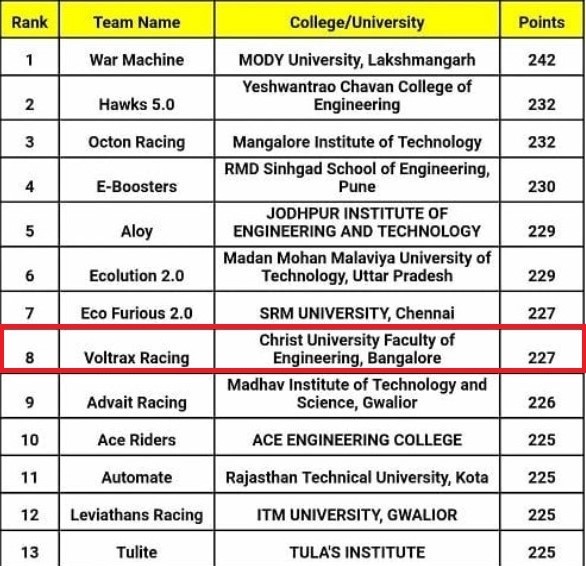 Rank Team Name College/University Points
1 War Machine MODY University, Lakshmangarh 242
2 Hawks 5.0 Yeshwantrao Chavan College of
Engineering 232
3 Octon Racing Mangalore Institute of Technology 232
4 E-Boosters RMD Sinhgad School of Engineering,
Pune 230
5 Aloy JODHPUR INSTITUTE OF
ENGINEERING AND TECHNOLOGY 229
6 Ecolution 2.0 Madan Mohan Malaviya University of
Technology, Uttar Pradesh 229
7 Eco Furious 2.0 SRM UNIVERSITY, Chennai 227
8 Voltrax Racing Christ University Faculty of
Engineering, Bangalore 227
9 Advait Racing Madhav Institute of Technology and
Science, Gwalior 226
10 Ace Riders ACE ENGINEERING COLLEGE 225
11 Automate Rajasthan Technical University, Kota 225
12 Leviathans Racing ITM UNIVERSITY, GWALIOR 225
13 Tulite TULA'S INSTITUTE 225